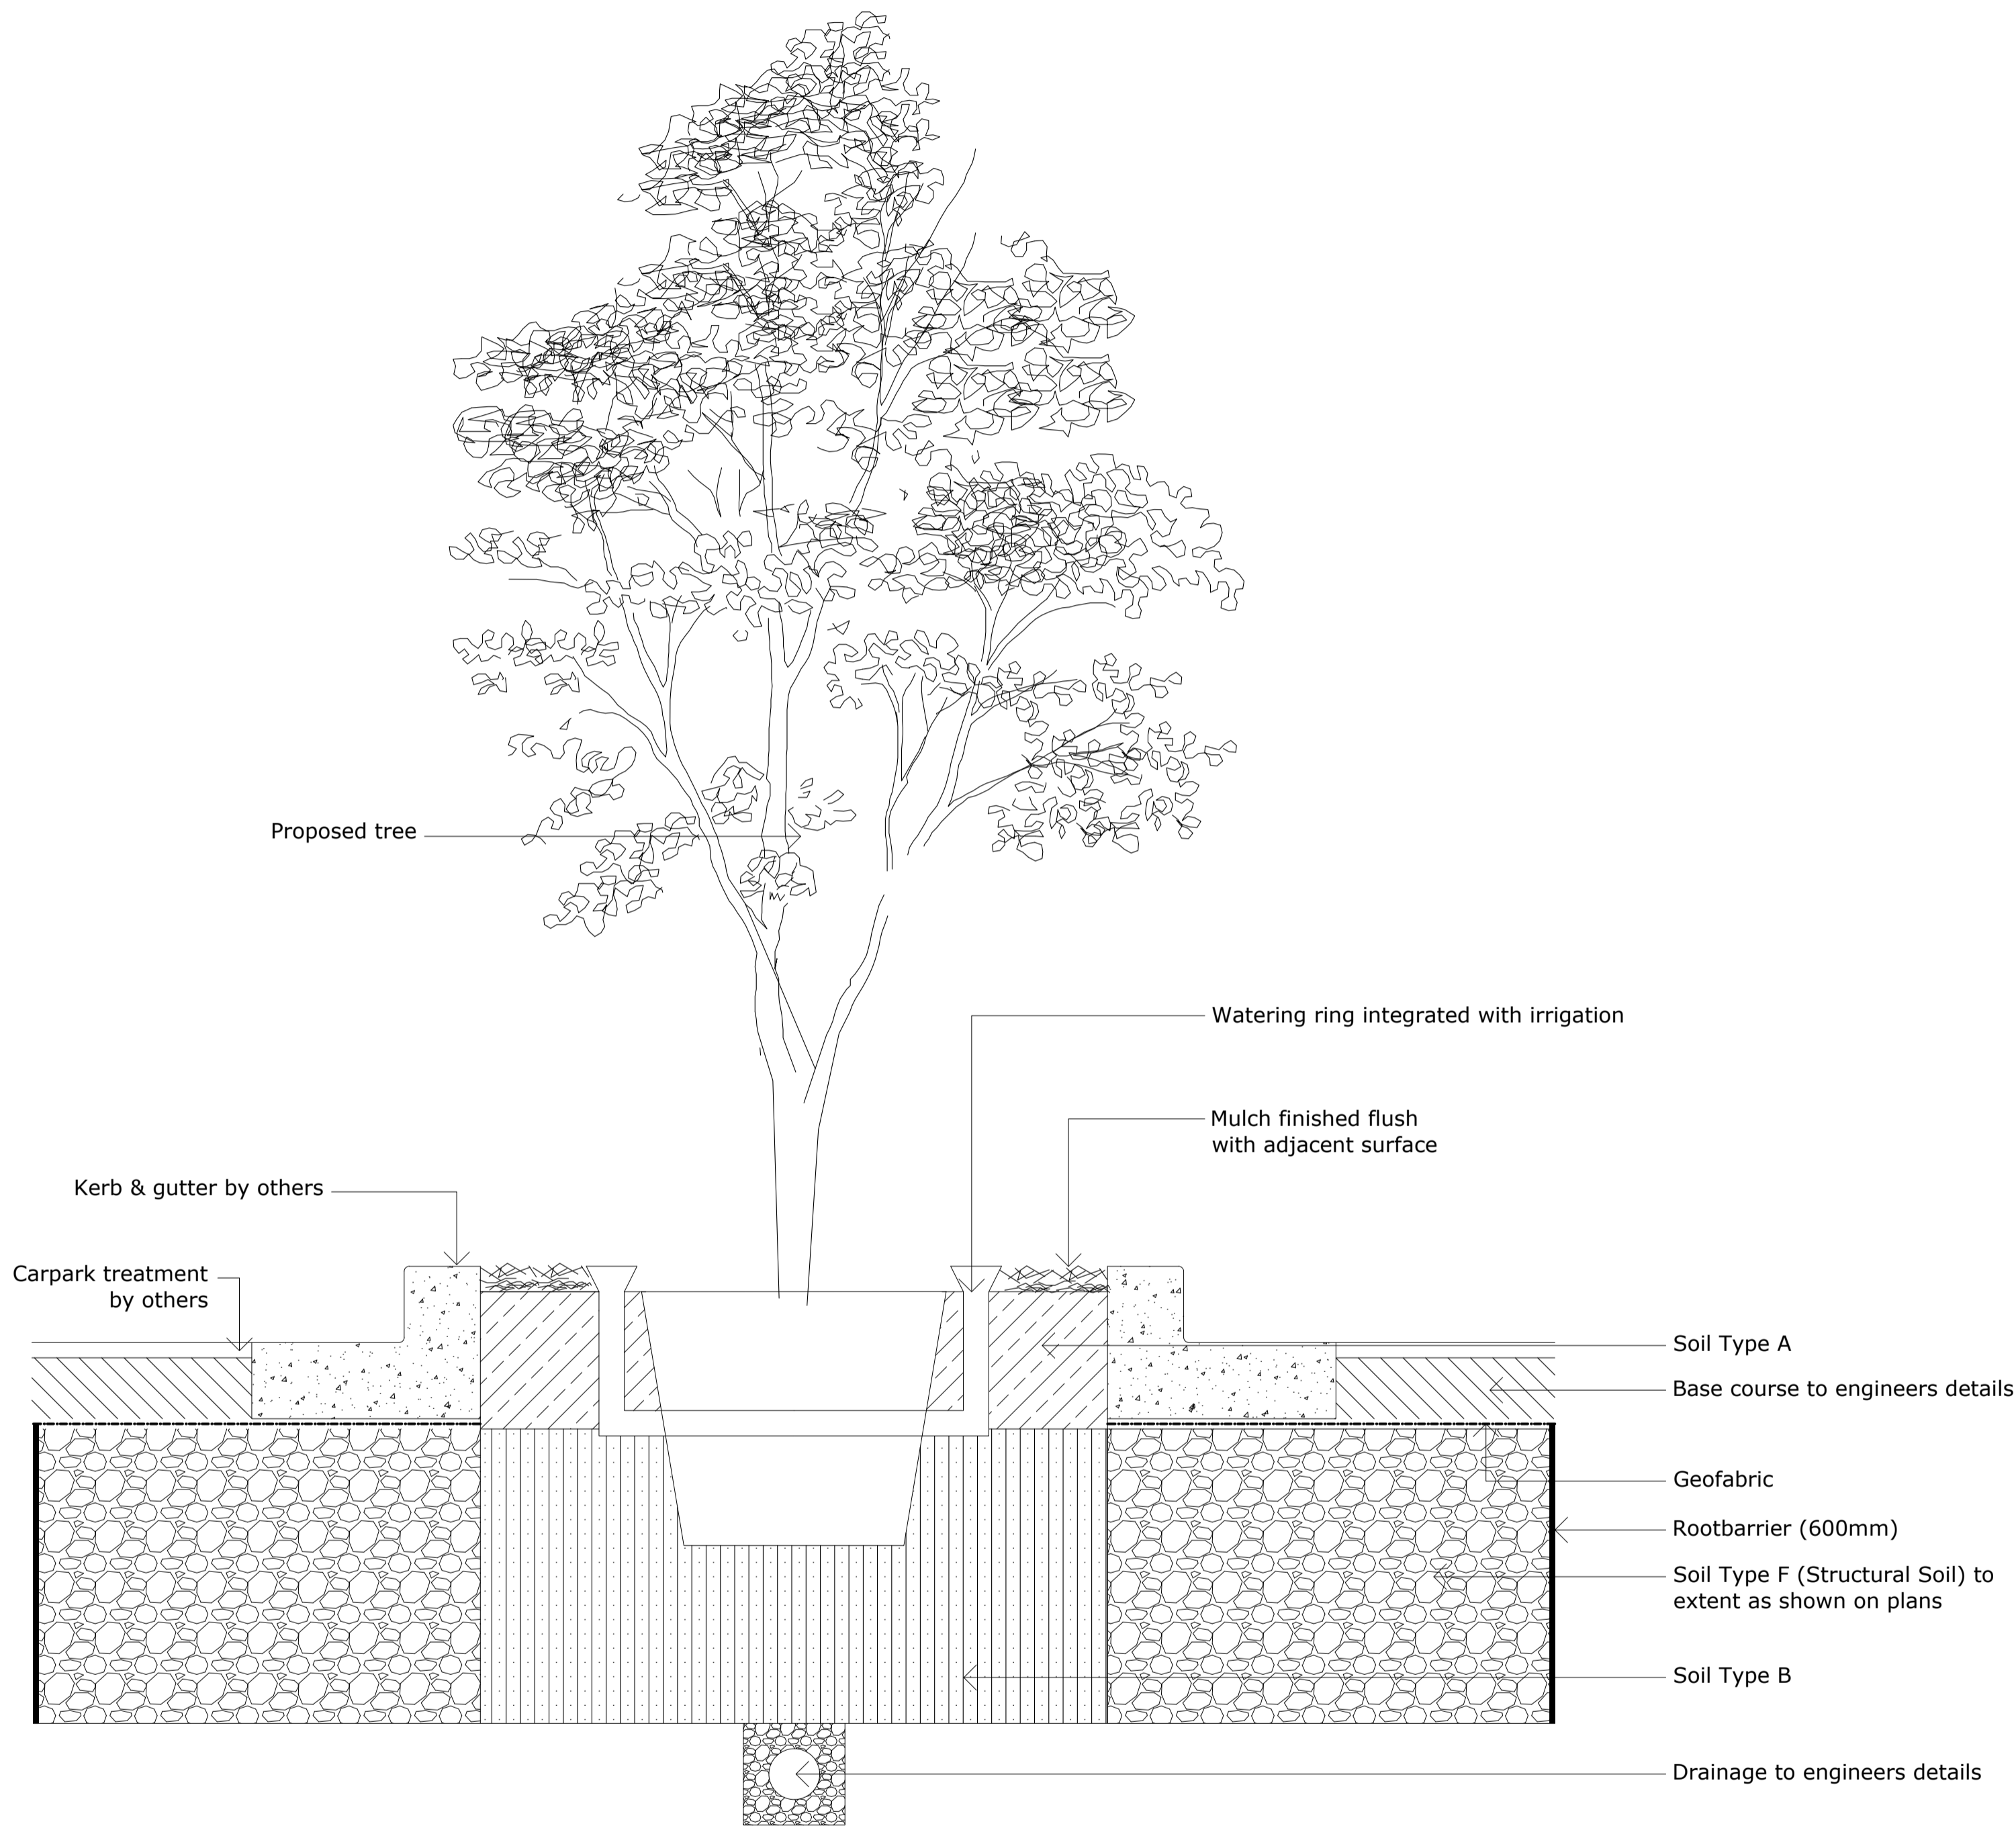 Proposed tree
Watering ring integrated with irrigation
Mulch finished flush
with adjacent surface
Kerb & gutter by others
Carpark treatment
by others
Soil Type A
Base course to engineers details
Geofabric
Rootbarrier (600mm)
Soil Type F (Structural Soil) to
extent as shown on plans
Soil Type B
Drainage to engineers details